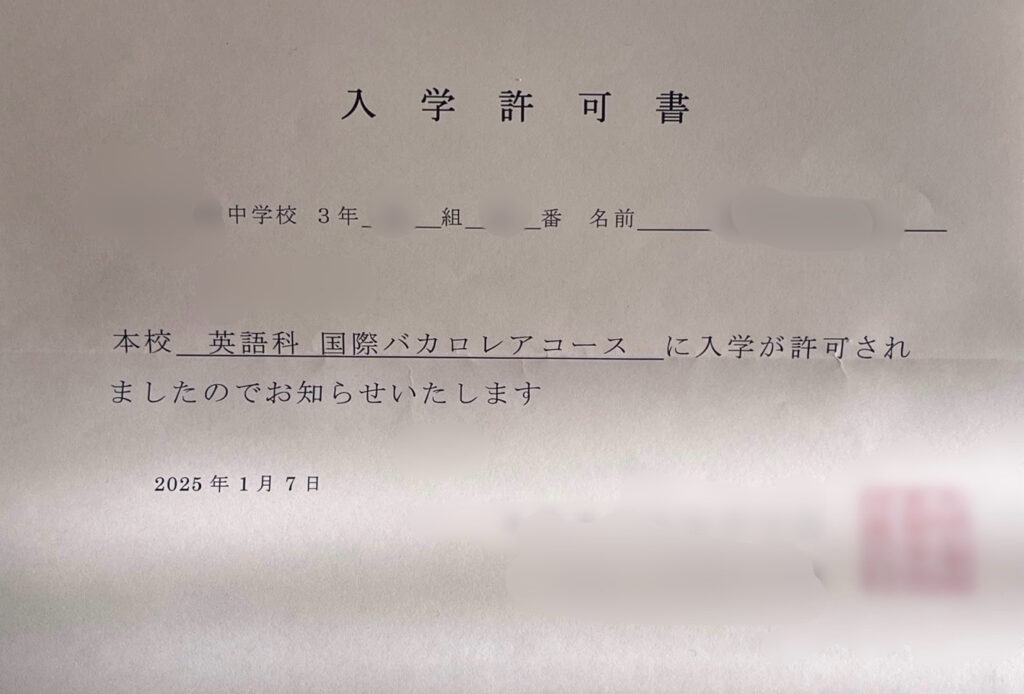 入学許可書
中学校 3年 組 番 名前
本校 英語科 国際バカロレアコース に入学が許可され
ましたのでお知らせいたします
2025年1月7日